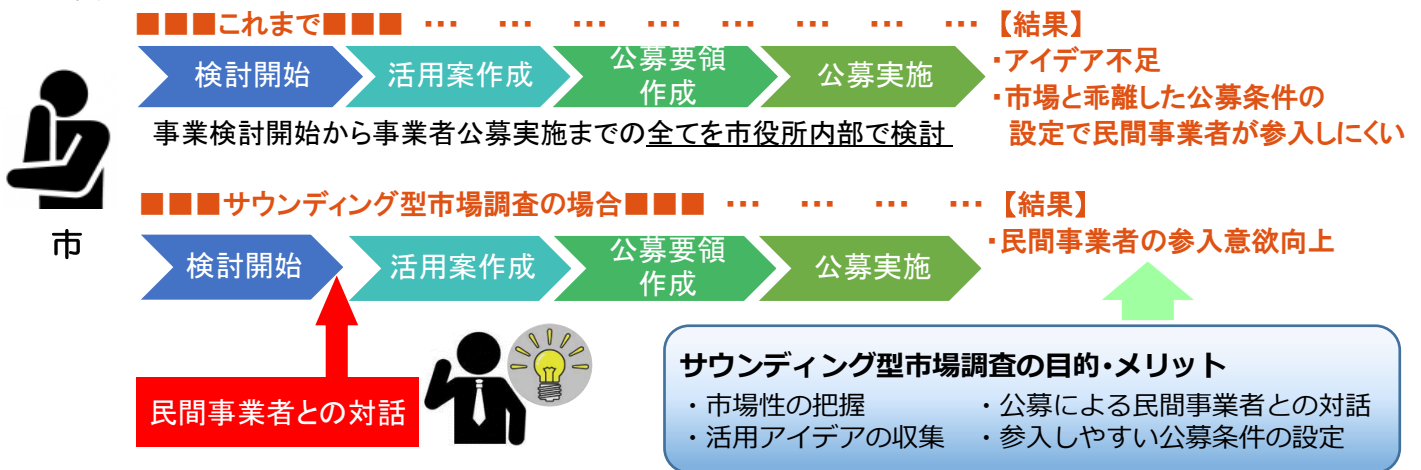 ■■■これまで■■■ … … … … … … … … 【結果】
検討開始
活用案作成
公募要領
作成
公募実施
・アイデア不足
・市場と乖離した公募条件の
設定で民間事業者が参入しにくい
事業検討開始から事業者公募実施までの全てを市役所内部で検討
市
■■■サウンディング型市場調査の場合■■■ … … … … 【結果】
検討開始
活用案作成
公募要領
作成
公募実施
・民間事業者の参入意欲向上
民間事業者との対話
サウンディング型市場調査の目的・メリット
・市場性の把握 ・公募による民間事業者との対話
・活用アイデアの収集 ・参入しやすい公募条件の設定